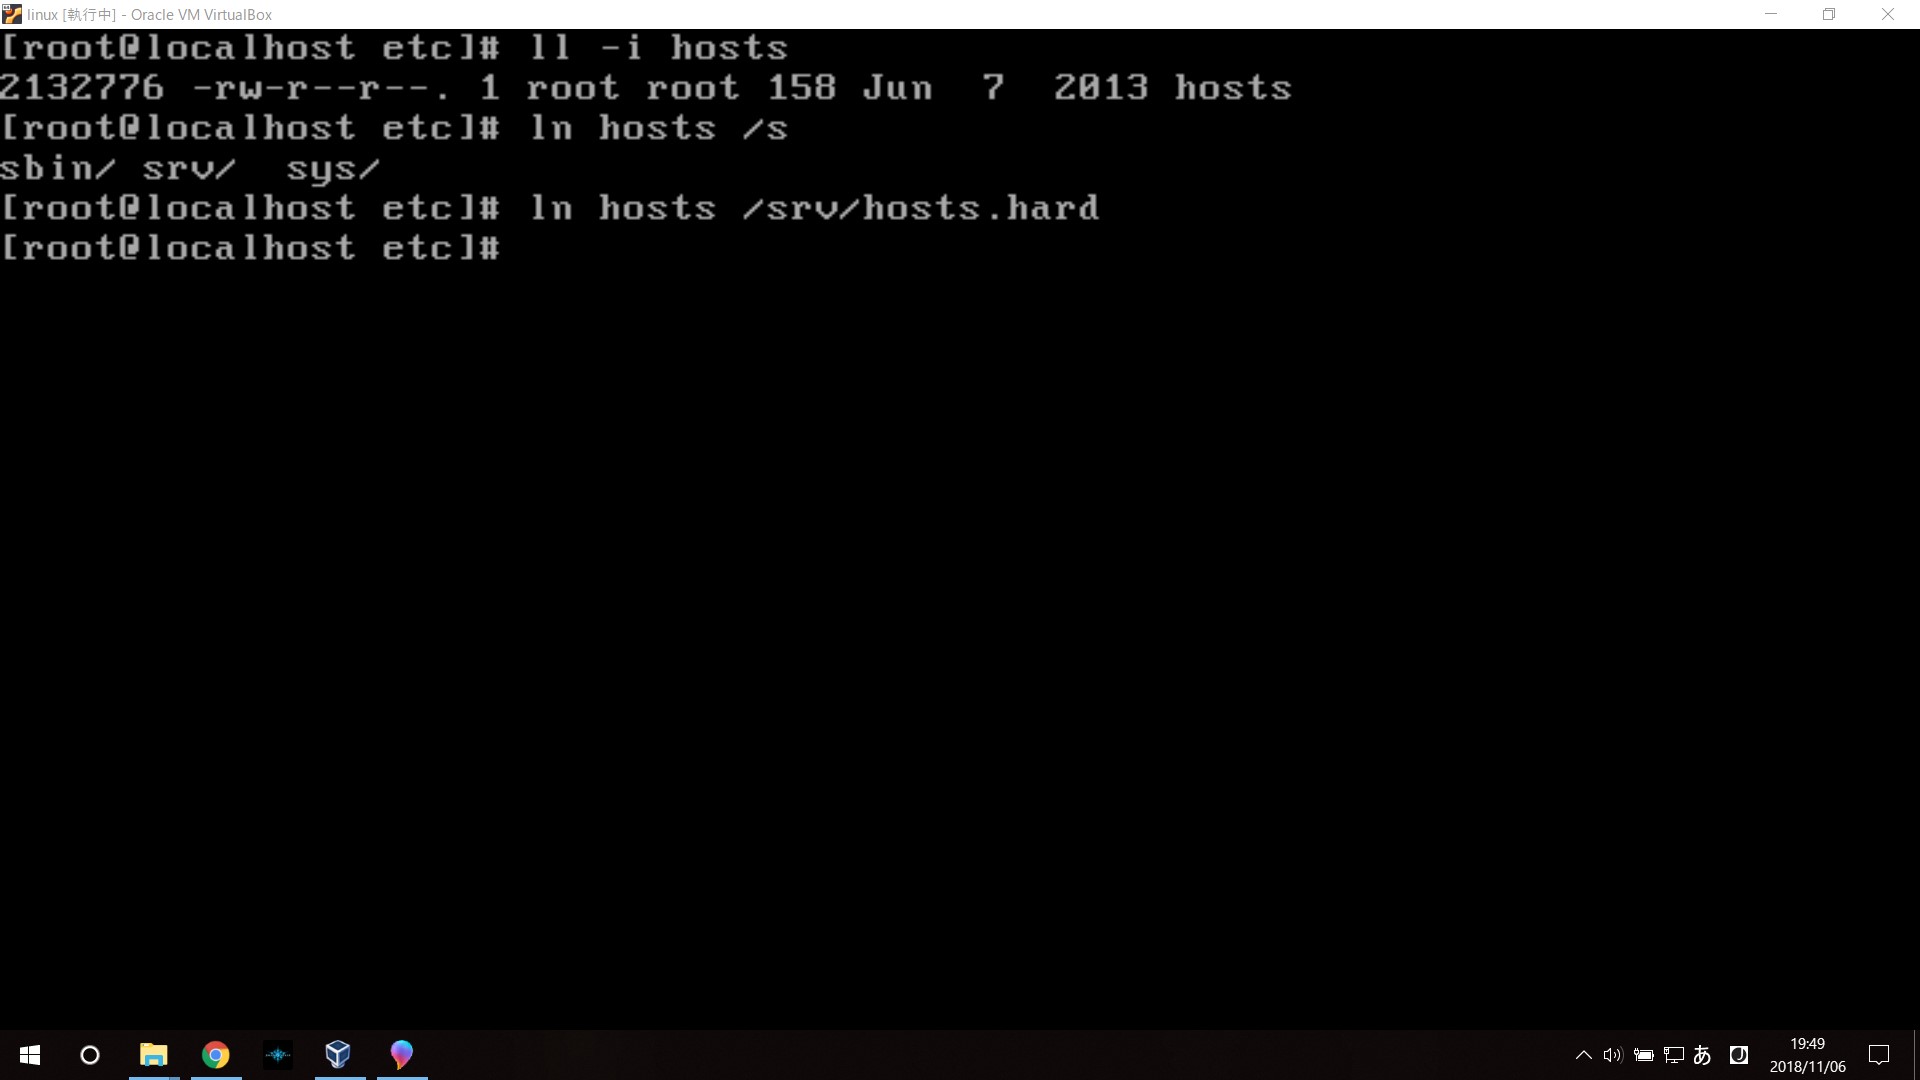 linux [執行中] - Oracle VM VirtualBox
[root@localhost etc]# ll -i hosts
2132776 -rw-r--r--. 1 root root 158 Jun  7  2013 hosts
[root@localhost etc]# ln hosts /s
sbin/ srv/  sys/
[root@localhost etc]# ln hosts /srv/hosts.hard
[root@localhost etc]#
あ
19:49
2018/11/06